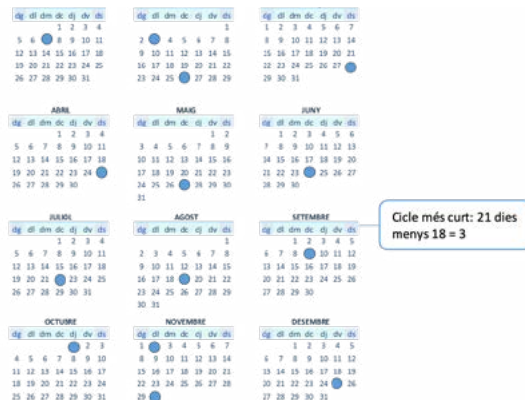 dg dl dm dc dj dv ds
1 2 3 4
5 6 8 9 10 11
12 13 14 15 16 17 18
19 20 21 22 23 24 25
26 27 28 29 30 31
dg dl dm dc dj dv ds
1
2 4 5 6 7 8
9 10 11 12 13 14 15
16 17 18 19 20 21 22
23 24 25 27 28 29
dg dl dm dc dj dv ds
1 2 3 4 5 6 7
8 9 10 11 12 13 14
15 16 17 18 19 20 21
22 23 24 25 26 27
29 30 31
ABRIL
dg dl dm dc dj dv ds
1 2 3 4
5 6 7 8 9 10 11
12 13 14 15 16 17 18
19 20 21 22 23 24
26 27 28 29 30
MAIG
dg dl dm dc dj dv ds
1 2
3 4 5 6 7 8 9
10 11 12 13 14 15 16
17 18 19 20 21 22 23
24 25 26 28 29 30
31
JUNY
dg dl dm dc dj dv ds
1 2 3 4 5 6
7 8 9 10 11 12 13
14 15 16 17 18 19 20
21 22 23 25 26 27
28 29 30
JULIOL
dg dl dm dc dj dv ds
1 2 3 4
5 6 7 8 9 10 11
12 13 14 15 16 17 18
19 20 21 23 24 25
26 27 28 29 30 31
AGOST
dg dl dm dc dj dv ds
1
2 3 4 5 6 7 8
9 10 11 12 13 14 15
16 17 18 20 21 22
23 24 25 26 27 28 29
30 31
SETEMBRE
dg dl dm dc dj dv ds
1 2 3 4 5
6 7 8 10 11 12
13 14 15 16 17 18 19
20 21 22 23 24 25 26
27 28 29 30
Cicle més curt: 21 dies
menys 18 = 3
OCTUBRE
dg dl dm dc dj dv ds
2 3
4 5 6 7 8 9 10
11 12 13 14 15 16 17
18 19 20 21 22 23 24
25 26 27 28 29 30 31
NOVEMBRE
dg dl dm dc dj dv ds
1 3 4 5 6 7
8 9 10 11 12 13 14
15 16 17 18 19 20 21
22 23 24 25 26 27 28
29
DESEMBRE
dg dl dm dc dj dv ds
1 2 3 4 5
6 7 8 9 10 11 12
13 14 15 16 17 18 19
20 21 22 23 24 26
27 28 29 30 31